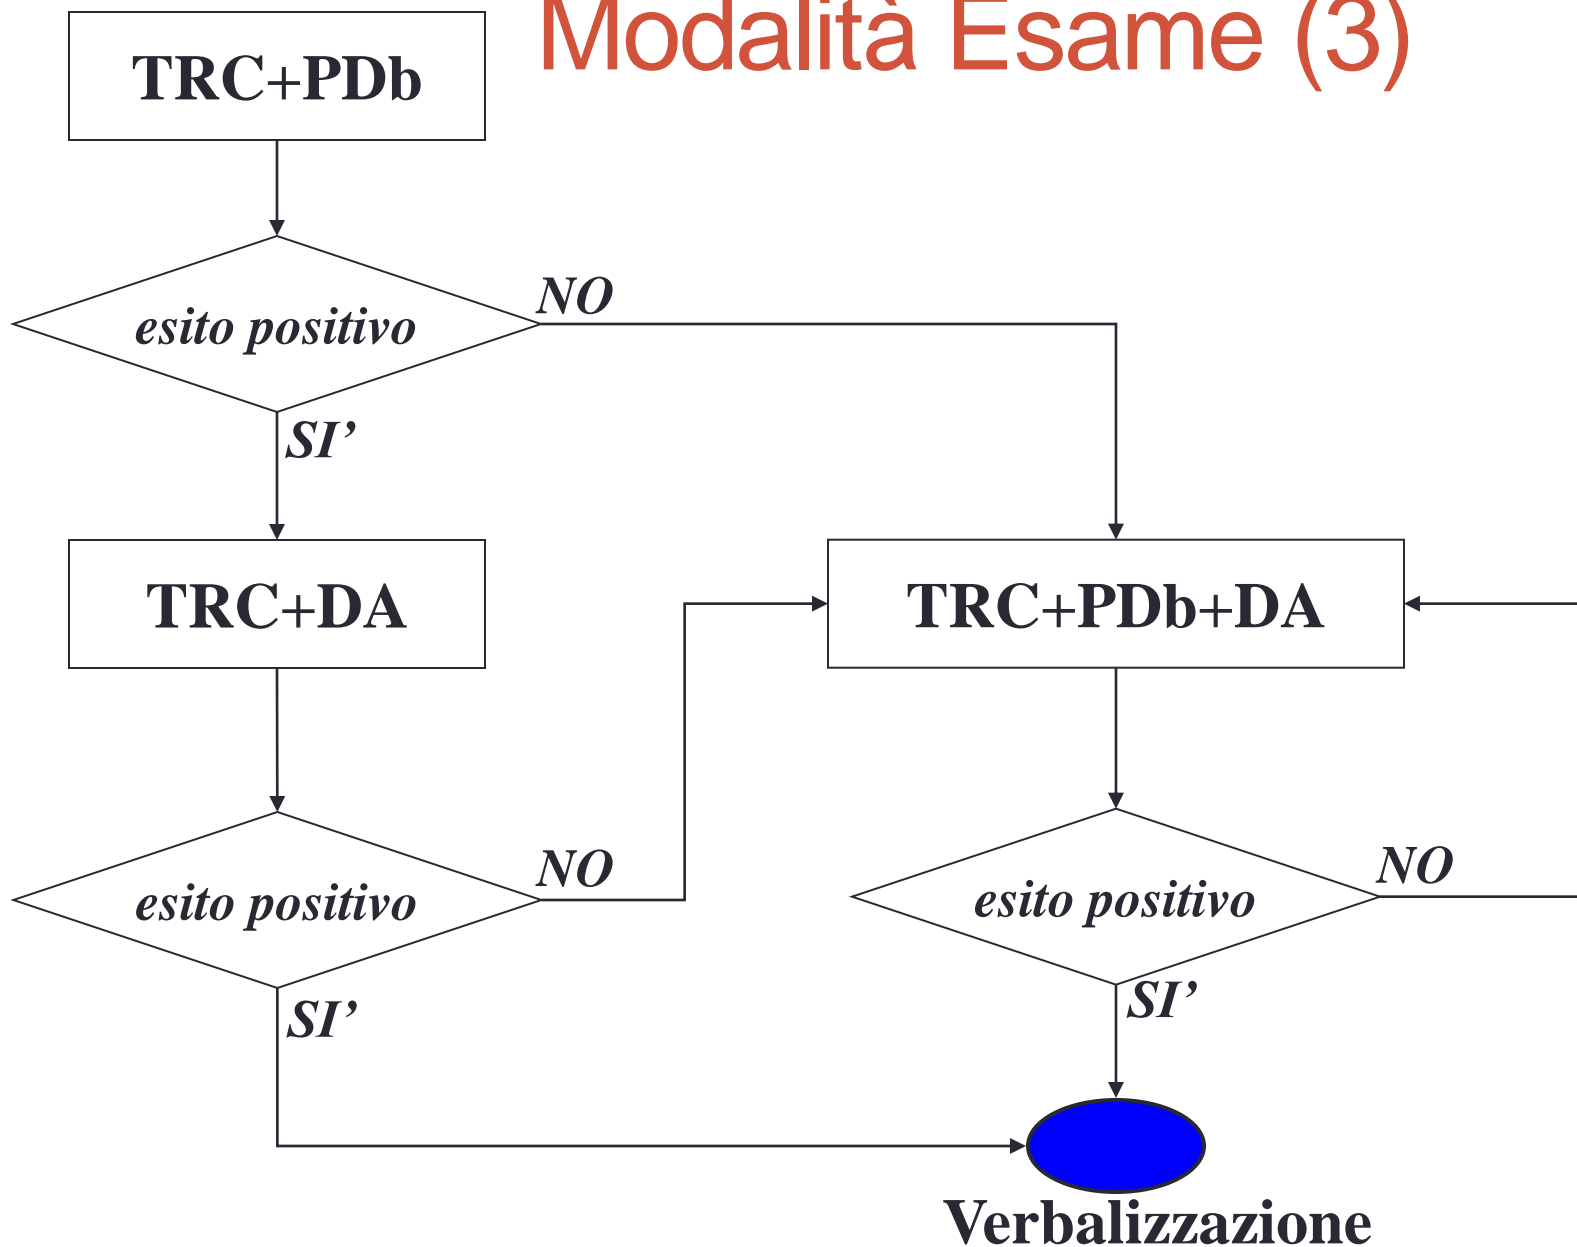 Modalità Esame (3)
TRC+PDb
esito positivo
NO
SI’
TRC+DA
TRC+PDb+DA
esito positivo
NO
esito positivo
NO
SI’
SI’
Verbalizzazione